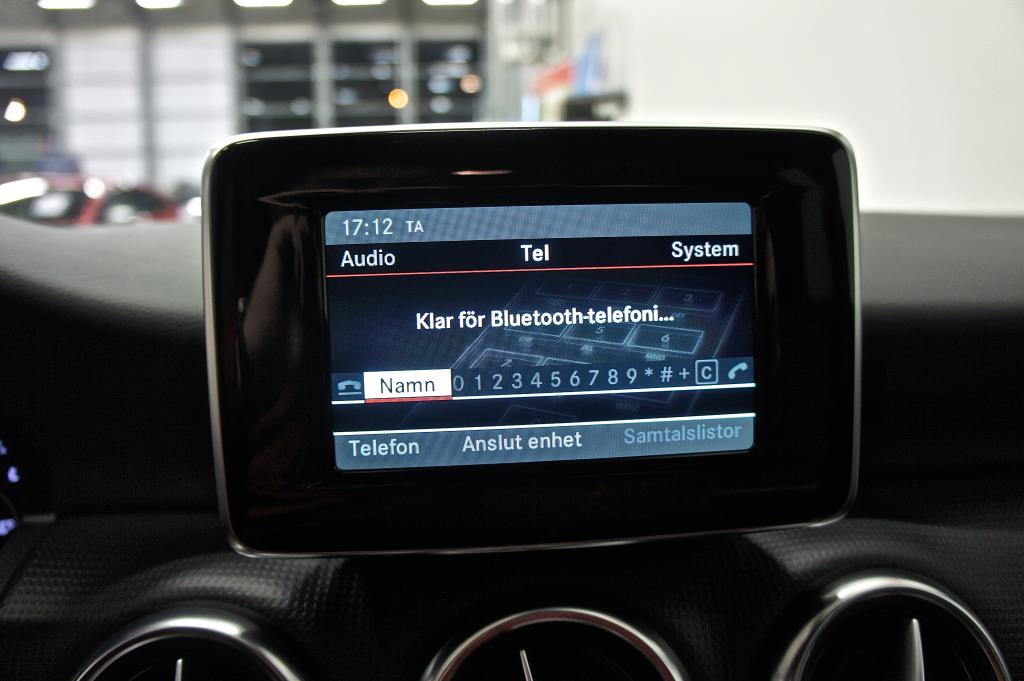 17:12 TA
Audio Tel System
Klar för Bluetooth-telefoni...
Namn 0 1 2 3 4 5 6 7 8 9 * # + C
Telefon Anslut enhet Samtalslistor